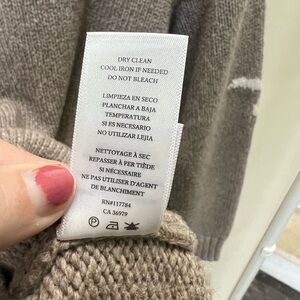 DRY CLEAN
COOL IRON IF NEEDED
DO NOT BLEACH
LIMPIEZA EN SECO
PLANCHAR A BAJA
TEMPERATURA
SI ES NECESARIO
NO UTILIZAR LEJIA
NETTOYAGE À SEC
REPASSER À FER TIÈDE
SI NÉCESSAIRE
NE PAS UTILISER D'AGENT
DE BLANCHIMENT
RN#117784
CA 36979
P